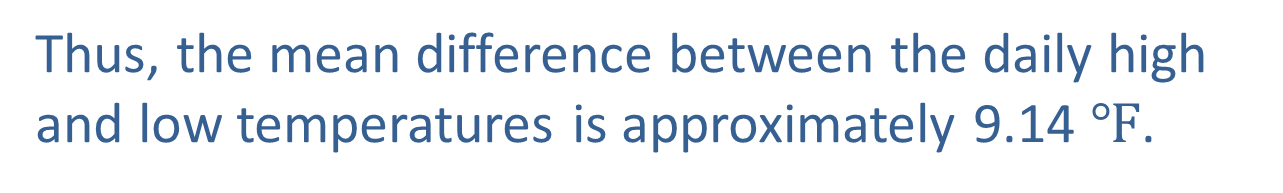 Thus, the mean difference between the daily high
and low temperatures is approximately 9.14 °F.